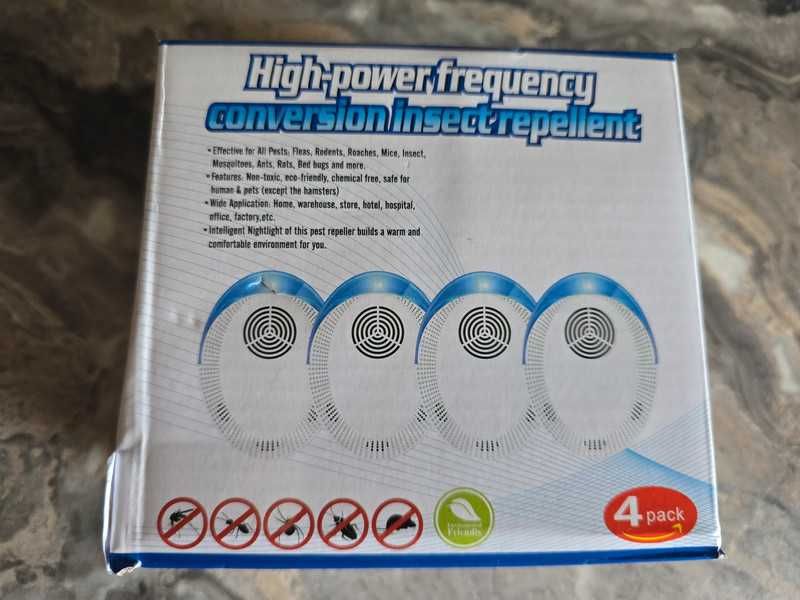 High-power frequency
conversion insect repellent
• Effective for All Pests: Fleas, Rodents, Roaches, Mice, Insect,
Mosquitoes, Ants, Rats, Bed bugs and more.
• Features: Non-toxic, eco-friendly, chemical free, safe for
human & pets (except the hamsters)
• Wide Application: Home, warehouse, store, hotel, hospital,
office, factory,etc.
• Intelligent Nightlight of this pest repeller builds a warm and
comfortable environment for you.
Environmental
Friendly
4 pack